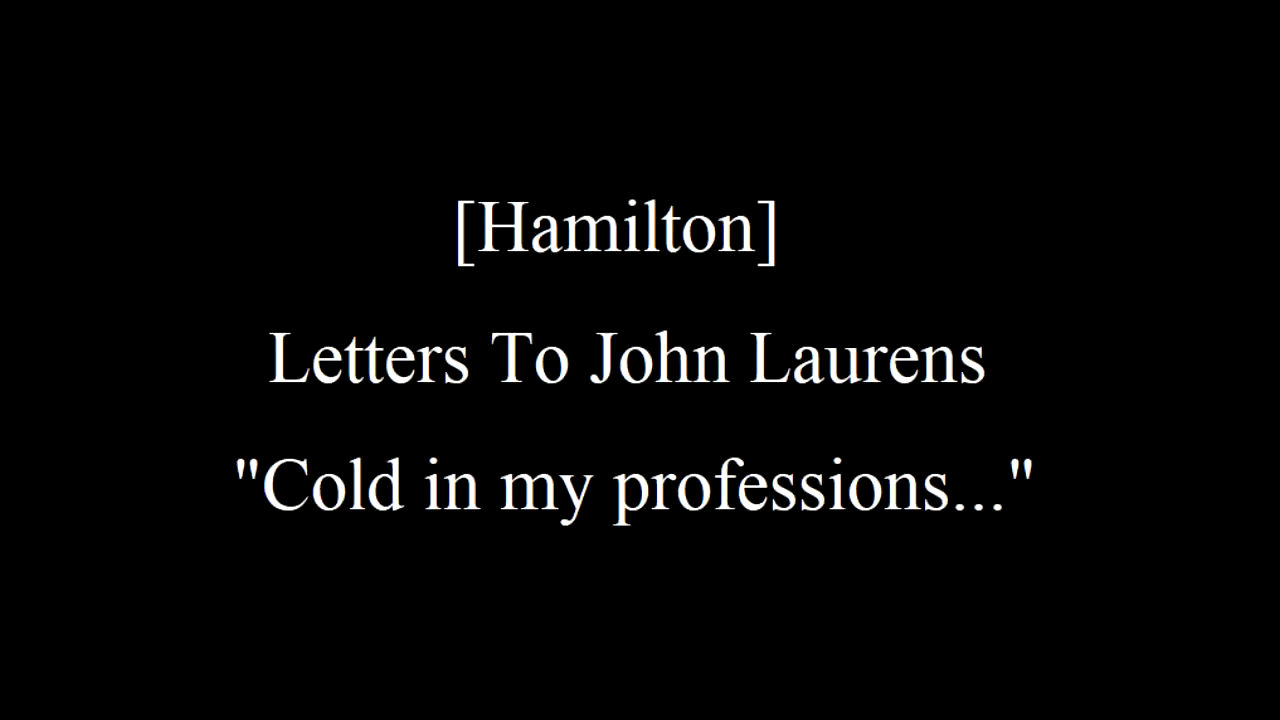 [Hamilton]
Letters To John Laurens
"Cold in my professions..."